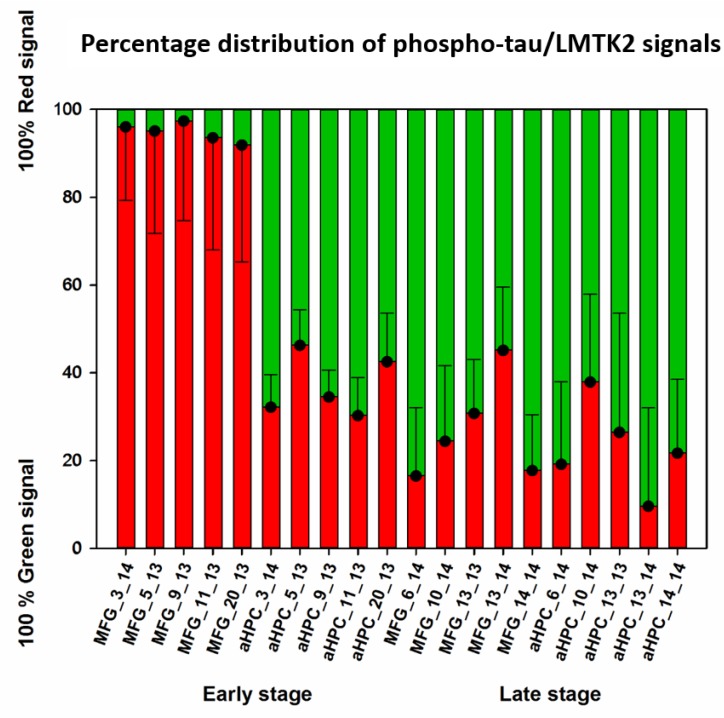 Percentage distribution of phospho-tau/LMTK2 signals
100% Red signal
100 % Green signal
100
80
60
40
20
0
MFG_3_14
MFG_5_13
MFG_9_13
MFG_11_13
MFG_20_13
aHPC_3_14
aHPC_5_13
aHPC_9_13
aHPC_11_13
aHPC_20_13
MFG_6_14
MFG_10_14
MFG_13_13
MFG_13_14
MFG_14_14
aHPC_6_14
aHPC_10_14
aHPC_13_13
aHPC_13_14
aHPC_14_14
Early stage
Late stage